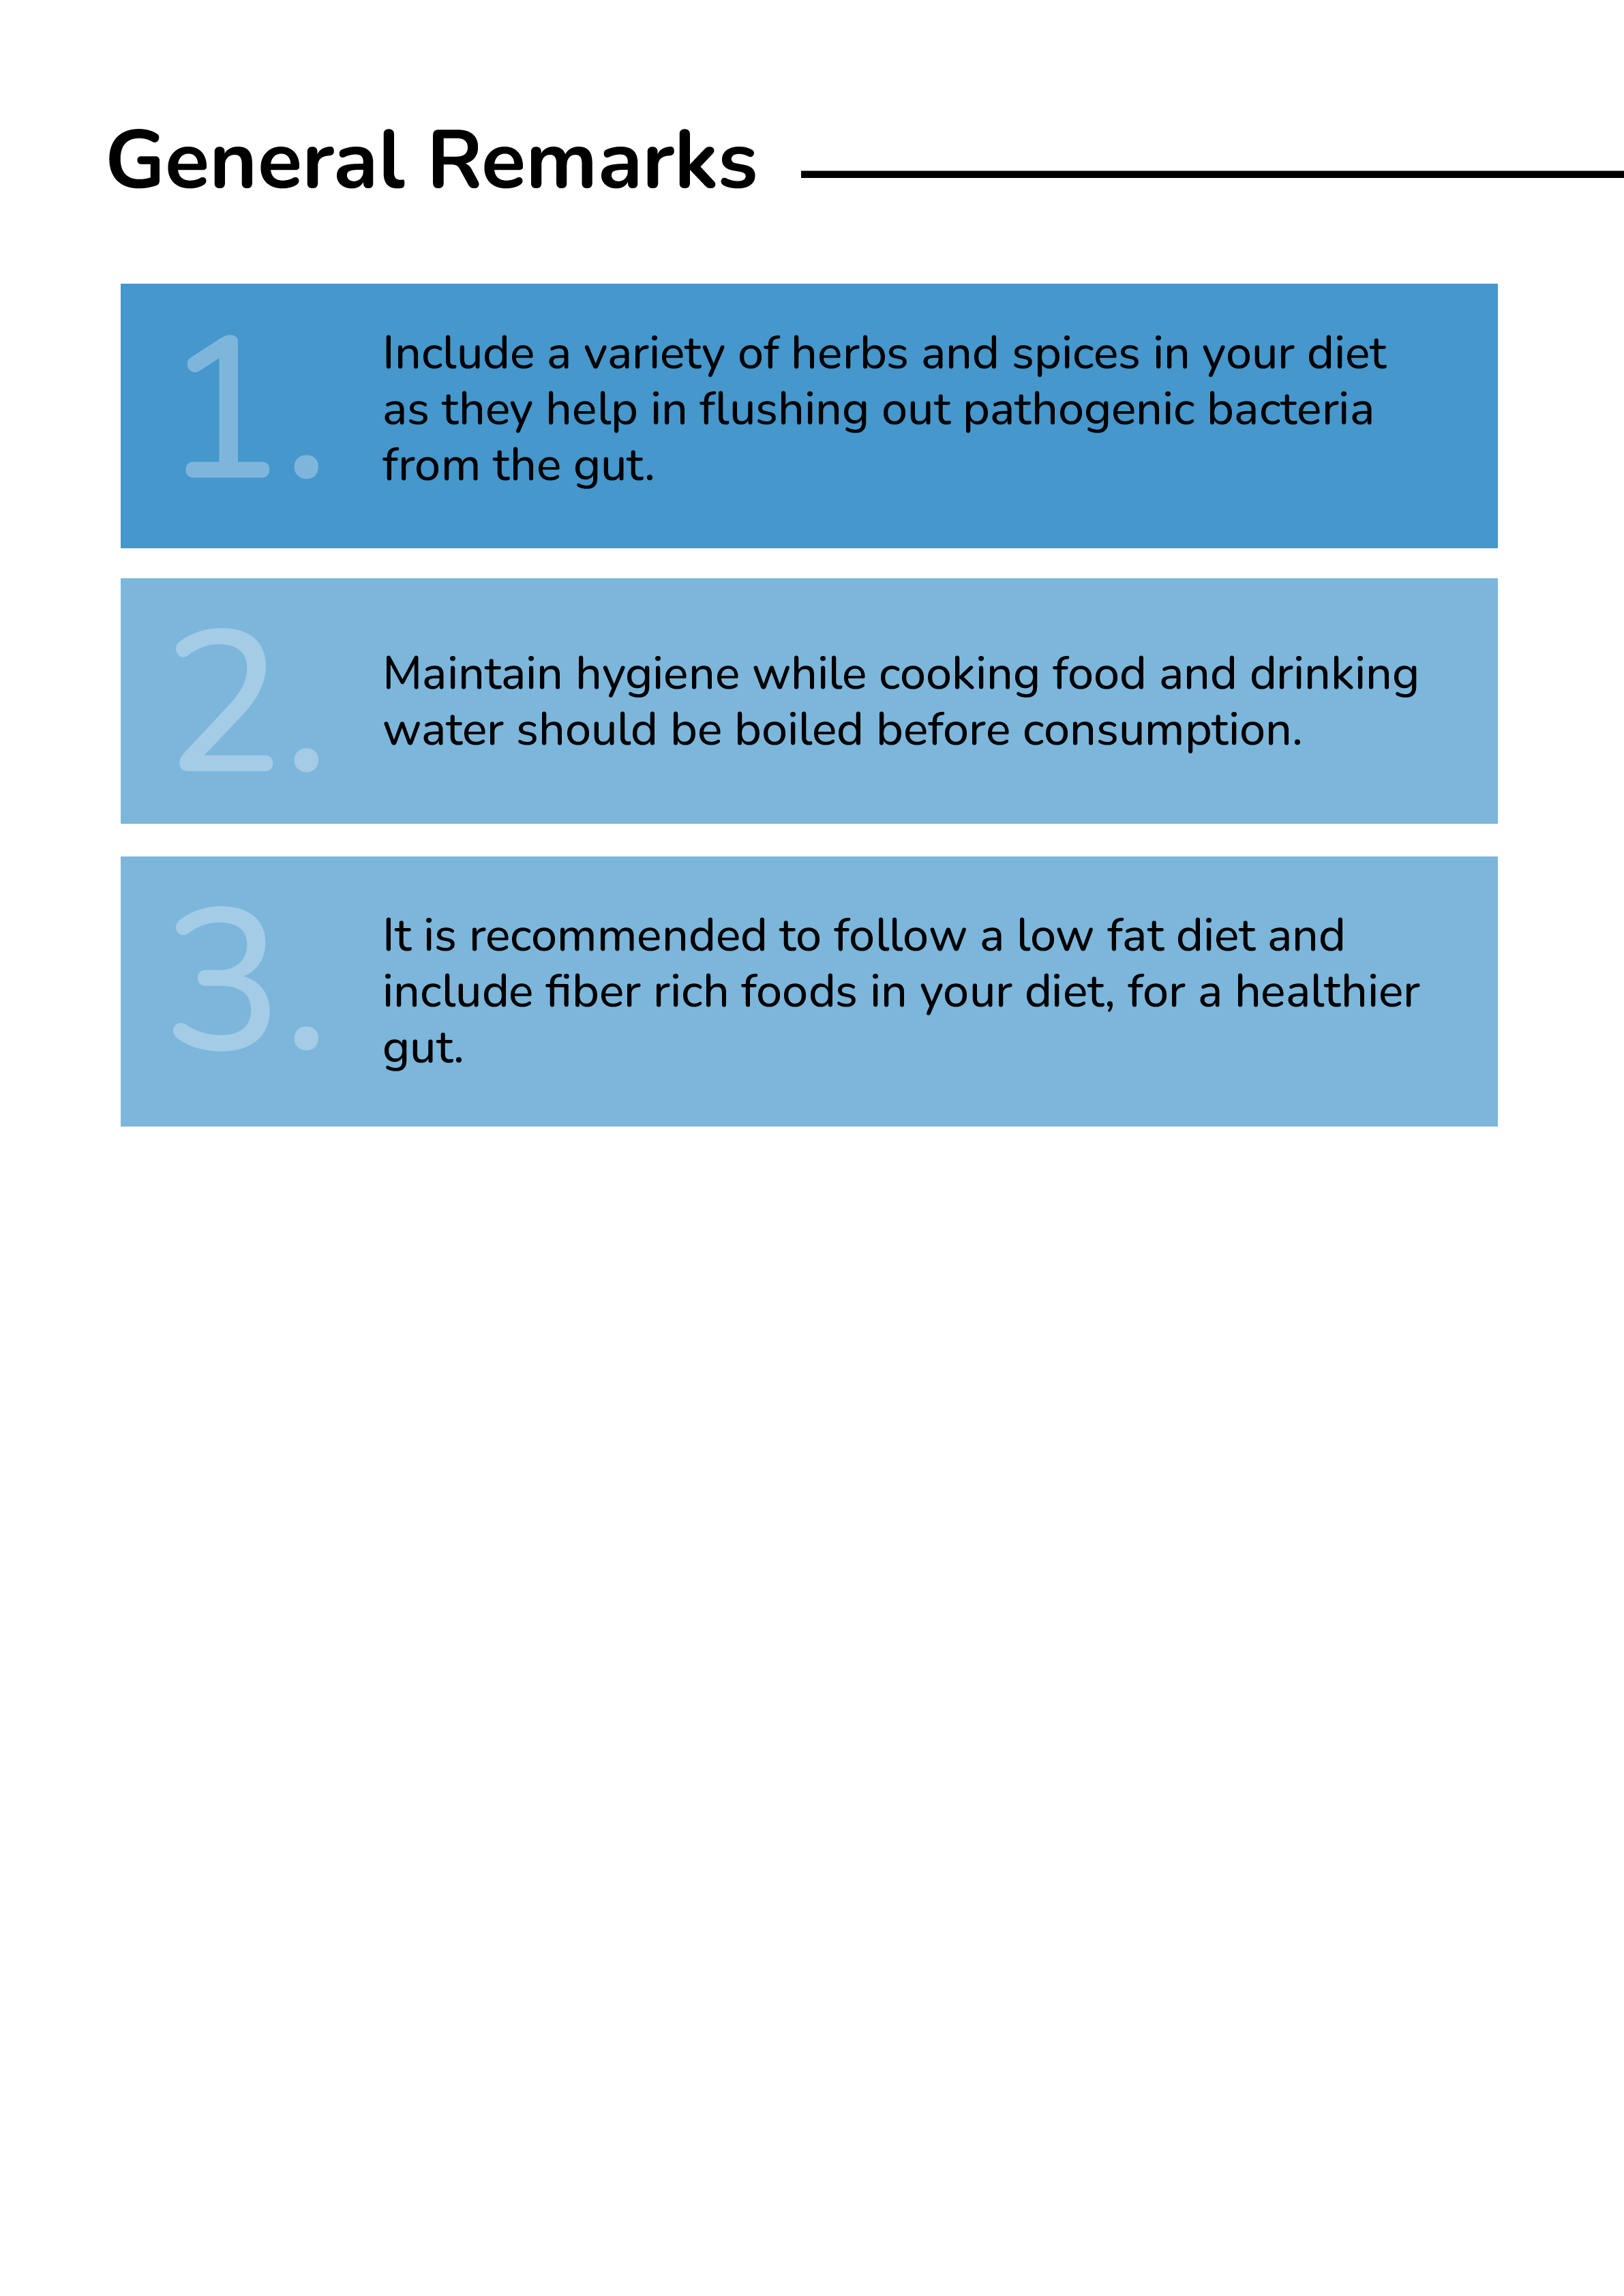 General Remarks
1.
Include a variety of herbs and spices in your diet
as they help in flushing out pathogenic bacteria
from the gut.
2.
Maintain hygiene while cooking food and drinking
water should be boiled before consumption.
3.
It is recommended to follow a low fat diet and
include fiber rich foods in your diet, for a healthier
gut.